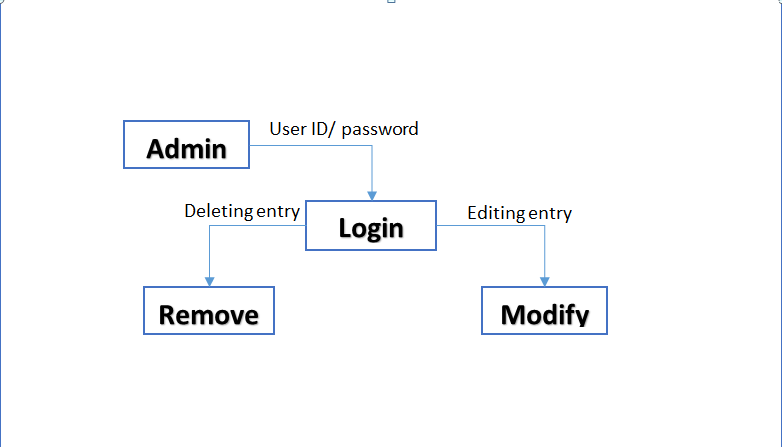 User ID/ password
Admin
Deleting entry
Editing entry
Login
Remove
Modify